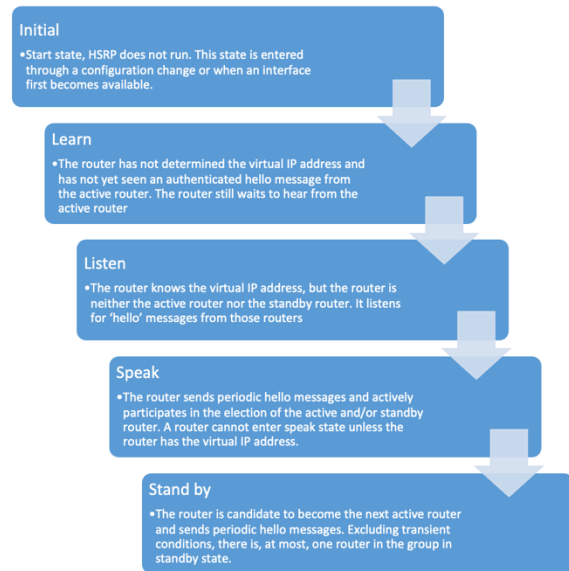 Initial
•Start state, HSRP does not run. This state is entered
through a configuration change or when an interface
first becomes available.
Learn
•The router has not determined the virtual IP address and
has not yet seen an authenticated hello message from
the active router. The router still waits to hear from the
active router
Listen
•The router knows the virtual IP address, but the router is
neither the active router nor the standby router. It listens
for ‘hello’ messages from those routers
Speak
•The router sends periodic hello messages and actively
participates in the election of the active and/or standby
router. A router cannot enter speak state unless the
router has the virtual IP address.
Stand by
•The router is candidate to become the next active router
and sends periodic hello messages. Excluding transient
conditions, there is, at most, one router in the group in
standby state.